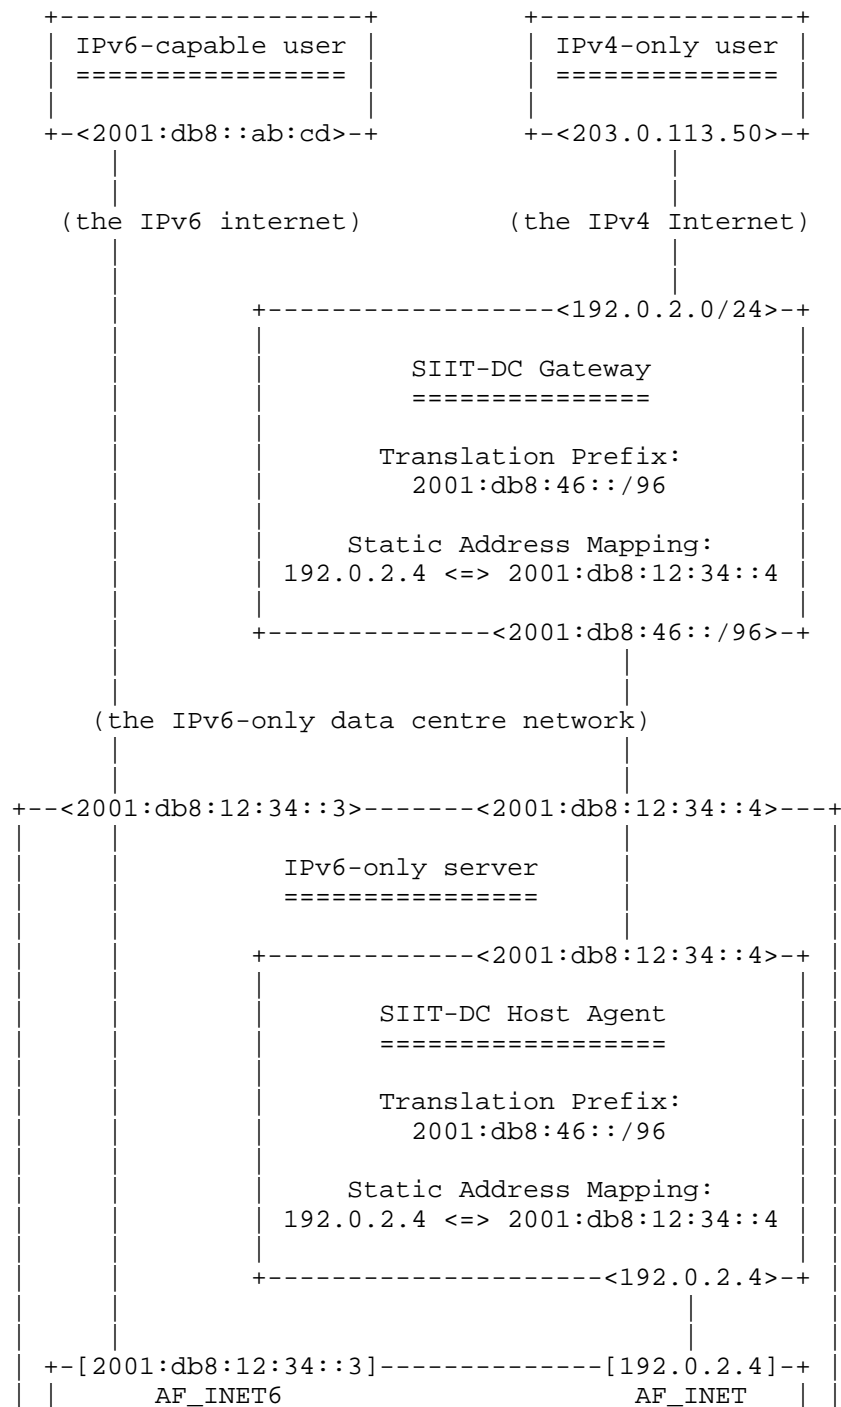 +-------------------+         +----------------+
| IPv6-capable user |         | IPv4-only user |
| ================= |         | ============== |
|                   |         |                |
+-<2001:db8::ab:cd>-+         +-<203.0.113.50>-+
    |                                  |
    |                                  |
 (the IPv6 internet)         (the IPv4 Internet)
    |                                  |
    |                                  |
    |        +------------------<192.0.2.0/24>-+
    |        |                                 |
    |        |         SIIT-DC Gateway         |
    |        |         ===============         |
    |        |                                 |
    |        |       Translation Prefix:       |
    |        |         2001:db8:46::/96        |
    |        |                                 |
    |        |     Static Address Mapping:     |
    |        | 192.0.2.4 <=> 2001:db8:12:34::4 |
    |        |                                 |
    |        +--------------<2001:db8:46::/96>-+
    |                               |
    |                               |
   (the IPv6-only data centre network)
    |                               |
    |                               |
+--<2001:db8:12:34::3>-------<2001:db8:12:34::4>---+
|     |                               |            |
|     |          IPv6-only server     |            |
|     |          ================     |            |
|     |                               |            |
|     |        +-------------<2001:db8:12:34::4>-+ |
|     |        |                                 | |
|     |        |       SIIT-DC Host Agent        | |
|     |        |       ==================        | |
|     |        |                                 | |
|     |        |       Translation Prefix:       | |
|     |        |         2001:db8:46::/96        | |
|     |        |                                 | |
|     |        |     Static Address Mapping:     | |
|     |        | 192.0.2.4 <=> 2001:db8:12:34::4 | |
|     |        |                                 | |
|     |        +---------------------<192.0.2.4>-+ |
|     |                                   |        |
|     |                                   |        |
| +-[2001:db8:12:34::3]--------------[192.0.2.4]-+ |
| |      AF_INET6                      AF_INET   | |